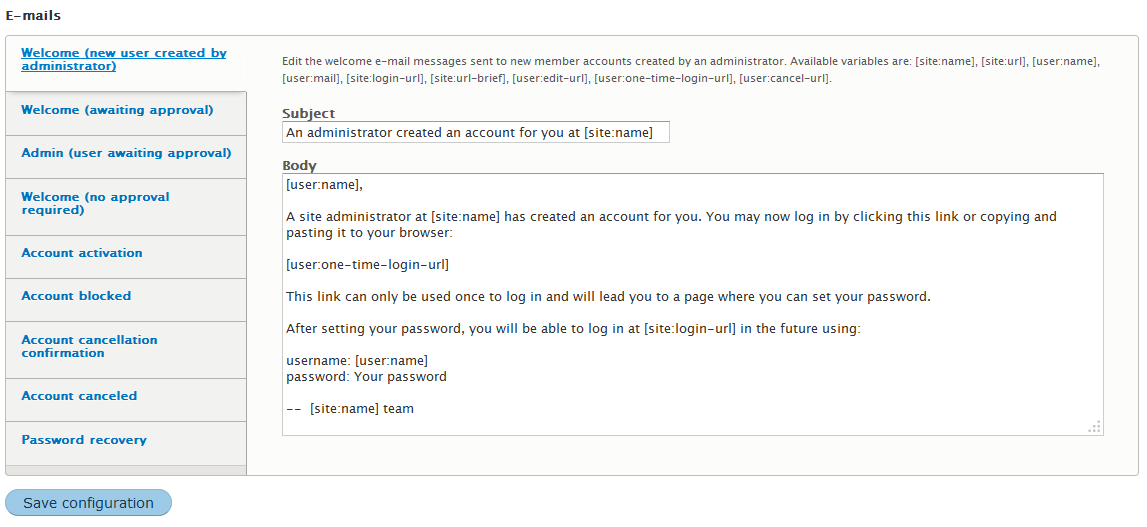 E-mails
Welcome (new user created by
administrator)
Welcome (awaiting approval)
Admin (user awaiting approval)
Welcome (no approval
required)
Account activation
Account blocked
Account cancellation
confirmation
Account canceled
Password recovery
Edit the welcome e-mail messages sent to new member accounts created by an administrator. Available variables are: [site:name], [site:url], [user:name],
[user:mail], [site:login-url], [site:url-brief], [user:edit-url], [user:one-time-login-url], [user:cancel-url].
Subject
An administrator created an account for you at [site:name]
Body
[user:name],
A site administrator at [site:name] has created an account for you. You may now log in by clicking this link or copying and
pasting it to your browser:
[user:one-time-login-url]
This link can only be used once to log in and will lead you to a page where you can set your password.
After setting your password, you will be able to log in at [site:login-url] in the future using:
username: [user:name]
password: Your password
--  [site:name] team
Save configuration